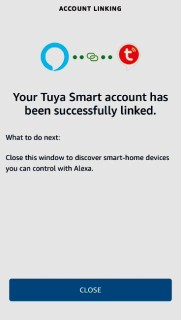 ACCOUNT LINKING
t
Your Tuya Smart account has
been successfully linked.
What to do next:
Close this window to discover smart-home devices
you can control with Alexa.
CLOSE